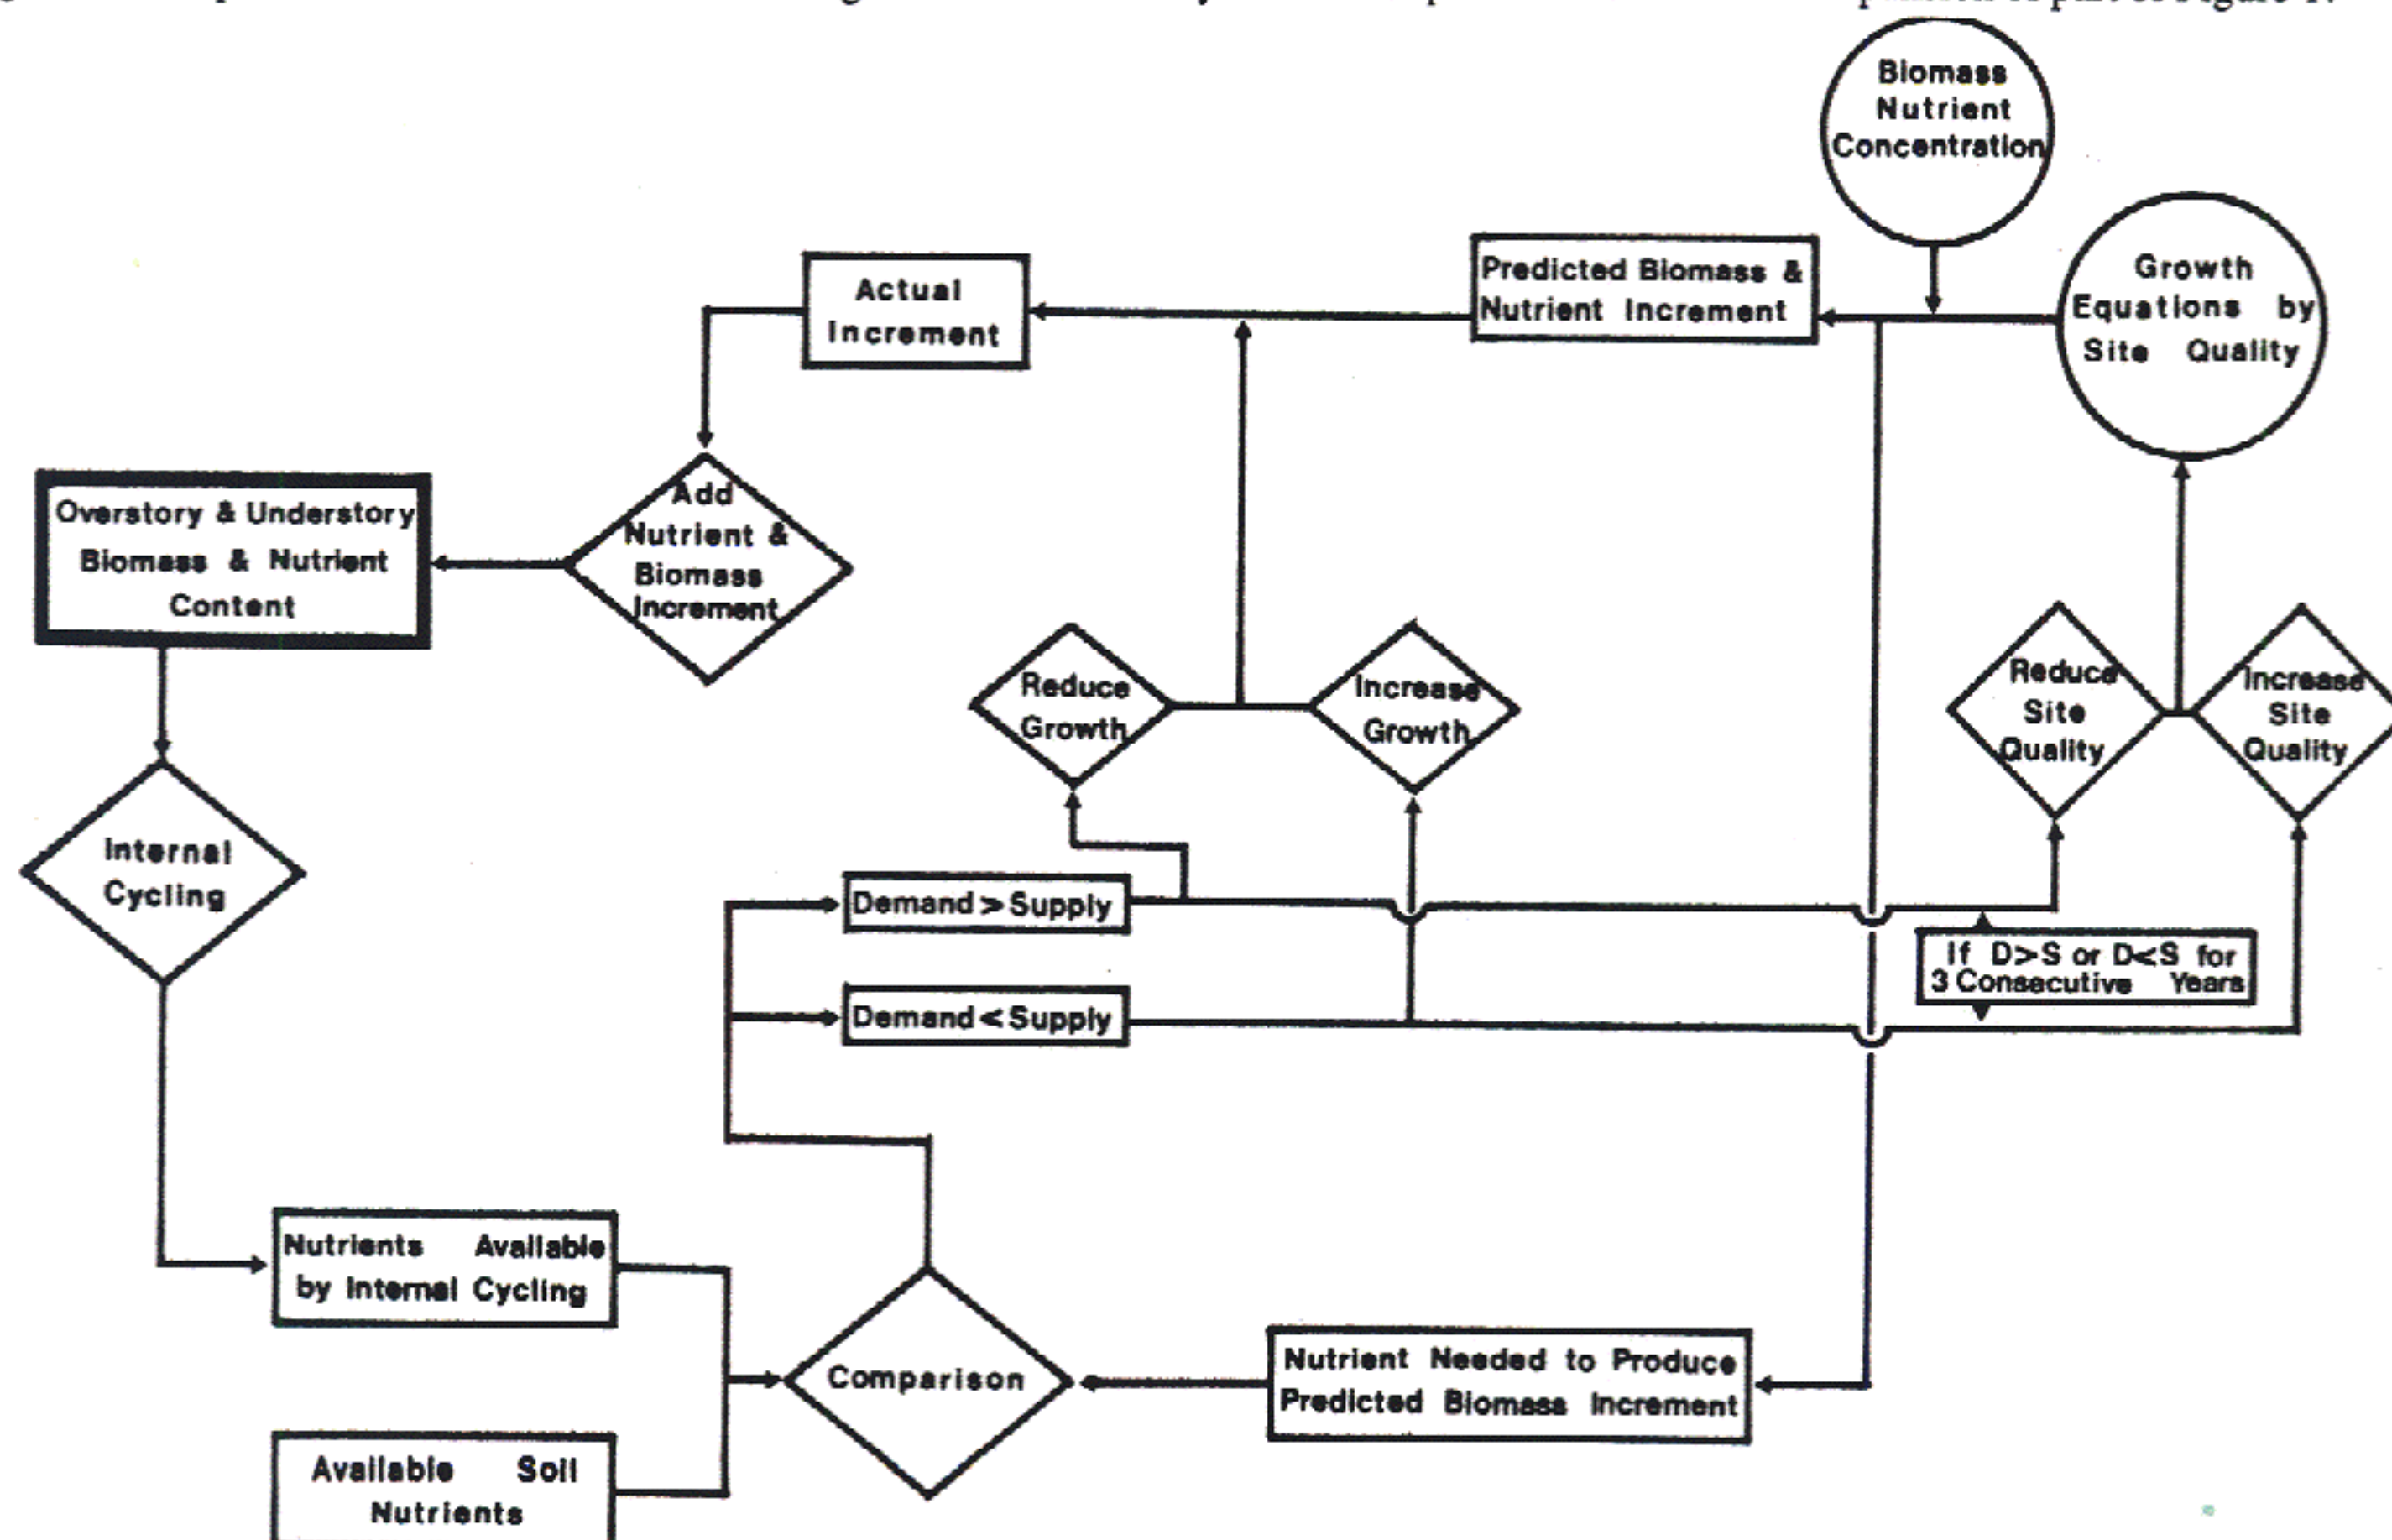 Biomass
Nutrient
Concentration
Growth
Equations by
Site Quality
Predicted Biomass &
Nutrient Increment
Actual
Increment
Add
Nutrient &
Biomass
Increment
Overstory & Understory
Biomass & Nutrient
Content
Reduce
Growth
Increase
Growth
Reduce
Site
Quality
Increase
Site
Quality
Internal
Cycling
Demand > Supply
If D>S or D<S for
3 Consecutive Years
Demand < Supply
Nutrients Available
by Internal Cycling
Comparison
Nutrient Needed to Produce
Predicted Biomass Increment
Available Soil
Nutrients